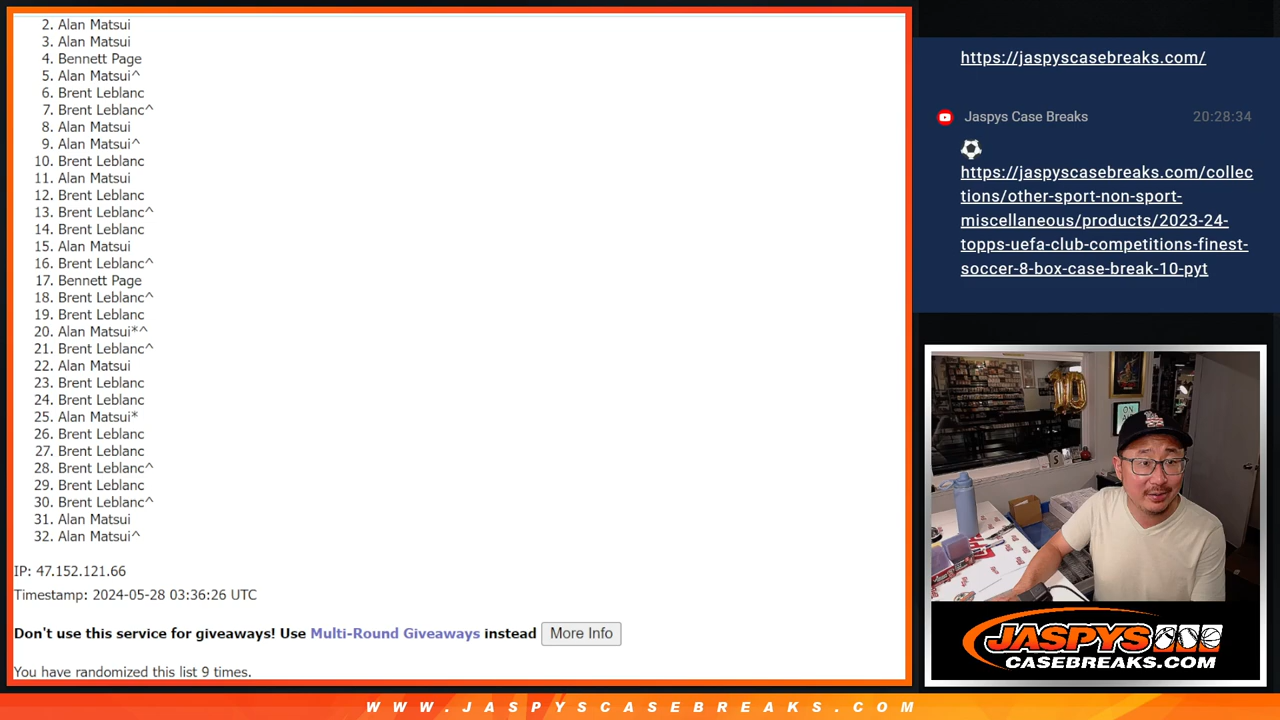 2. Alan Matsui
3. Alan Matsui
4. Bennett Page
5. Alan Matsui^
6. Brent Leblanc
7. Brent Leblanc^
8. Alan Matsui
9. Alan Matsui^
10. Brent Leblanc
11. Alan Matsui
12. Brent Leblanc
13. Brent Leblanc^
14. Brent Leblanc
15. Alan Matsui
16. Brent Leblanc^
17. Bennett Page
18. Brent Leblanc^
19. Brent Leblanc
20. Alan Matsui*^
21. Brent Leblanc^
22. Alan Matsui
23. Brent Leblanc
24. Brent Leblanc
25. Alan Matsui*
26. Brent Leblanc
27. Brent Leblanc
28. Brent Leblanc^
29. Brent Leblanc
30. Brent Leblanc^
31. Alan Matsui
32. Alan Matsui^
IP: 47.152.121.66
Timestamp: 2024-05-28 03:36:26 UTC
Don't use this service for giveaways! Use Multi-Round Giveaways instead More Info
You have randomized this list 9 times.
https://jaspyscasebreaks.com/
Jaspys Case Breaks 20:28:34
https://jaspyscasebreaks.com/collec
tions/other-sport-non-sport-
miscellaneous/products/2023-24-
topps-uefa-club-competitions-finest-
soccer-8-box-case-break-10-pyt
JASPYS
CASEBREAKS.COM
WWW.JASPYSCASEBREAKS.COM